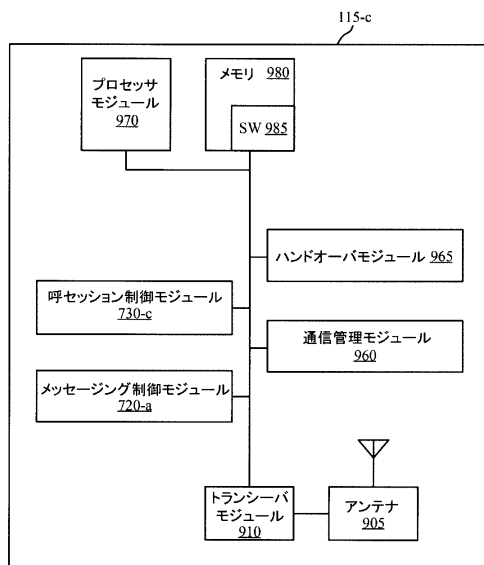 115-c
プロセッサ
モジュール
970
メモリ 980
SW 985
ハンドオーバモジュール 965
呼セッション制御モジュール
730-c
通信管理モジュール
960
メッセージング制御モジュール
720-a
トランシーバ
モジュール
910
アンテナ
905